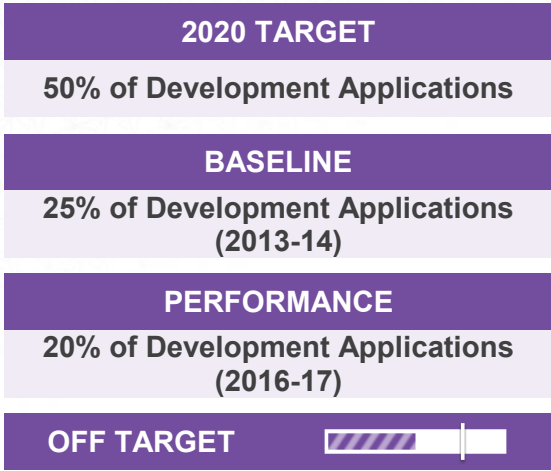 2020 TARGET
50% of Development Applications
BASELINE
25% of Development Applications
(2013-14)
PERFORMANCE
20% of Development Applications
(2016-17)
OFF TARGET